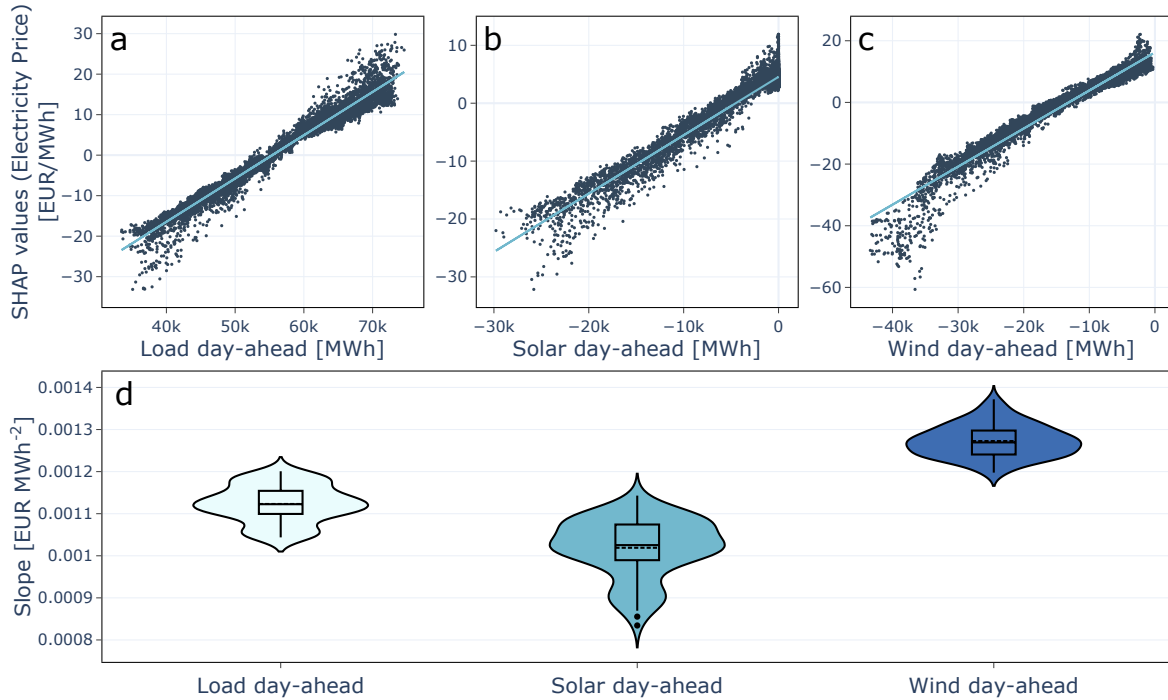 SHAP values (Electricity Price)
[EUR/MWh]
a
30
20
10
0
−10
−20
−30
40k
50k
60k
70k
Load day-ahead [MWh]
b
10
0
−10
−20
−30
−30k
−20k
−10k
0
Solar day-ahead [MWh]
c
20
0
−20
−40
−60
−40k
−30k
−20k
−10k
0
Wind day-ahead [MWh]
d
Slope [EUR MWh⁻²]
0.0014
0.0013
0.0012
0.0011
0.001
0.0009
0.0008
Load day-ahead
Solar day-ahead
Wind day-ahead